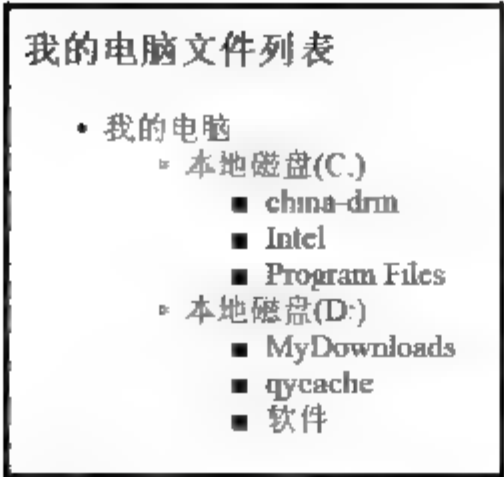 我的电脑文件列表
我的电脑
本地磁盘(C:)
china-drm
Intel
Program Files
本地磁盘(D:)
MyDownloads
qycache
软件